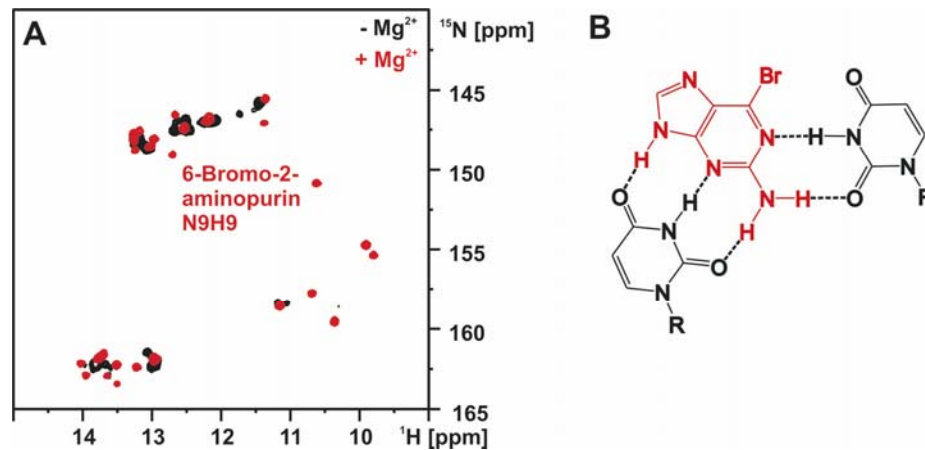 A
- Mg²⁺
+ Mg²⁺
¹⁵N [ppm]
145
150
155
160
165
6-Bromo-2-
aminopurin
N9H9
14 13 12 11 10 ¹H [ppm]
B
O
N Br
N
N H N
H N
N O
O H H R
N H
N
O
N
R